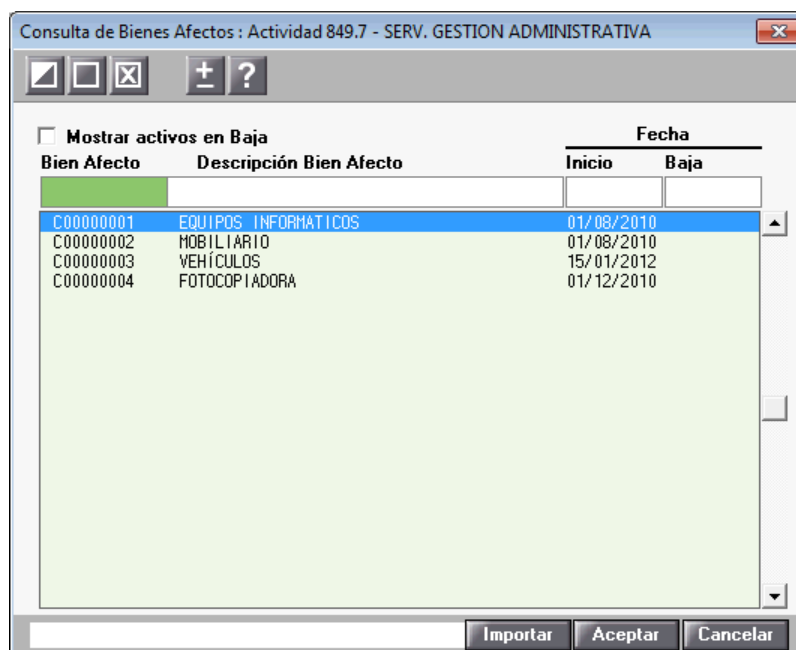 Consulta de Bienes Afectos : Actividad 849.7 - SERV. GESTION ADMINISTRATIVA
Mostrar activos en Baja
Fecha
Bien Afecto Descripción Bien Afecto Inicio Baja
C00000001 EQUIPOS INFORMATICOS 01/08/2010
C00000002 MOBILIARIO 01/08/2010
C00000003 VEHÍCULOS 15/01/2012
C00000004 FOTOCOPIADORA 01/12/2010
Importar Aceptar Cancelar